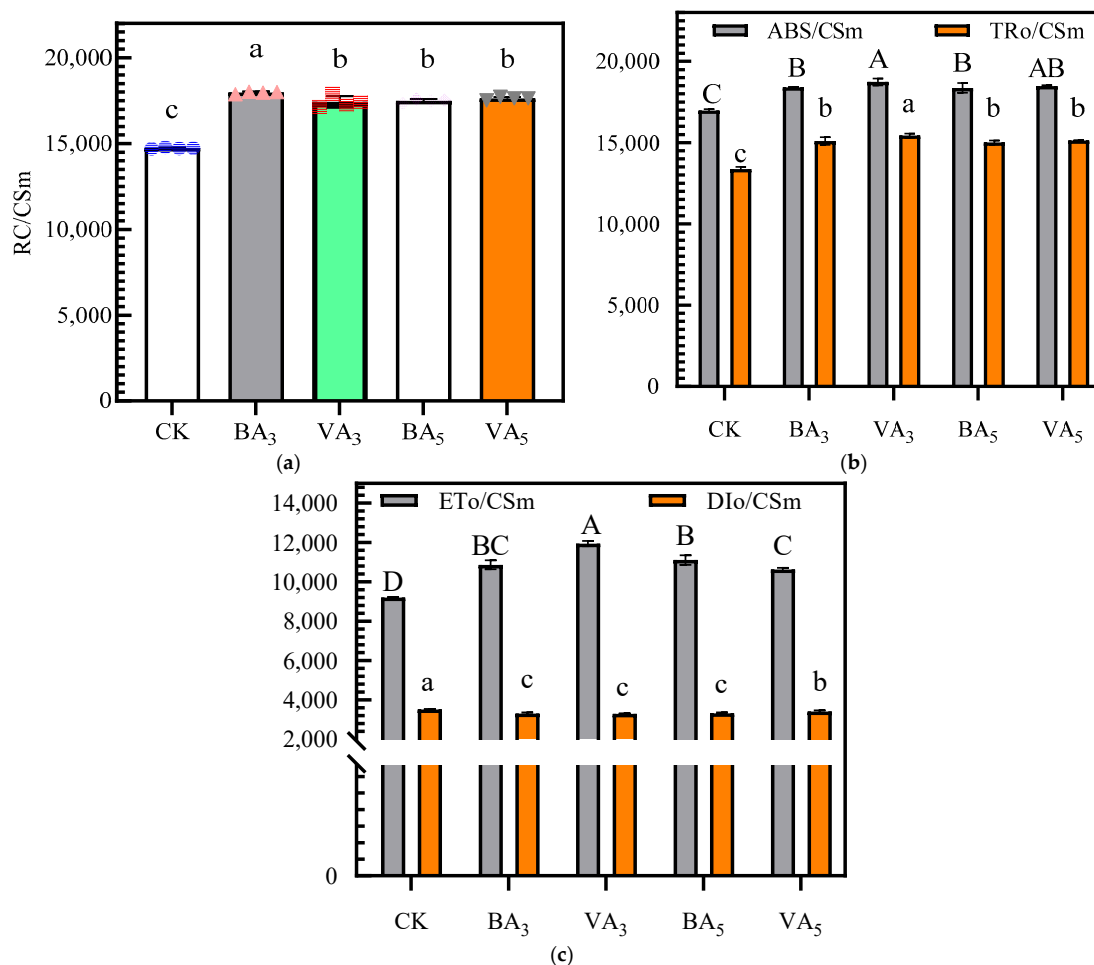 20,000
15,000
10,000
5,000
0
RC/CSm
c
a
b
b
b
CK
BA₃
VA₃
BA₅
VA₅
(a)
ABS/CSm
TRo/CSm
20,000
15,000
10,000
5,000
0
C
B
A
B
AB
c
b
a
b
b
CK
BA₃
VA₃
BA₅
VA₅
(b)
ETo/CSm
DIo/CSm
14,000
12,000
10,000
8,000
6,000
4,000
2,000
0
D
BC
A
B
C
a
c
c
c
b
CK
BA₃
VA₃
BA₅
VA₅
(c)